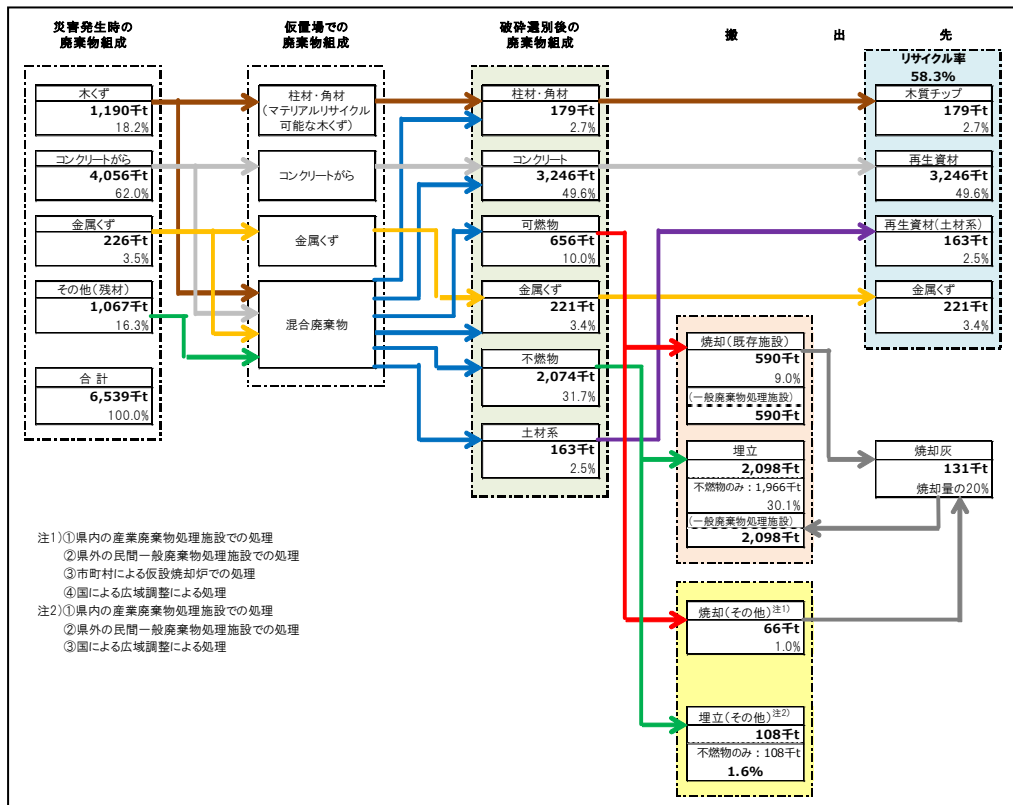 災害発生時の
廃棄物組成
木くず
1,190千t
18.2%
コンクリートがら
4,056千t
62.0%
金属くず
226千t
3.5%
その他(残材)
1,067千t
16.3%
合 計
6,539千t
100.0%
仮置場での
廃棄物組成
柱材・角材
(マテリアルリサイクル
可能な木くず)
コンクリートがら
金属くず
混合廃棄物
破砕選別後の
廃棄物組成
柱材・角材
179千t
2.7%
コンクリート
3,246千t
49.6%
可燃物
656千t
10.0%
金属くず
221千t
3.4%
不燃物
2,074千t
31.7%
土材系
163千t
2.5%
搬 出 先
リサイクル率
58.3%
木質チップ
179千t
2.7%
再生資材
3,246千t
49.6%
再生資材(土材系)
163千t
2.5%
金属くず
221千t
3.4%
焼却(既存施設)
590千t
9.0%
(一般廃棄物処理施設)
590千t
埋立
2,098千t
不燃物のみ:1,966千t
30.1%
(一般廃棄物処理施設)
2,098千t
焼却灰
131千t
焼却量の20%
焼却(その他)注1)
66千t
1.0%
埋立(その他)注2)
108千t
不燃物のみ:108千t
1.6%
注1)①県内の産業廃棄物処理施設での処理
②県外の民間一般廃棄物処理施設での処理
③市町村による仮設焼却炉での処理
④国による広域調整による処理
注2)①県内の産業廃棄物処理施設での処理
②県外の民間一般廃棄物処理施設での処理
③国による広域調整による処理